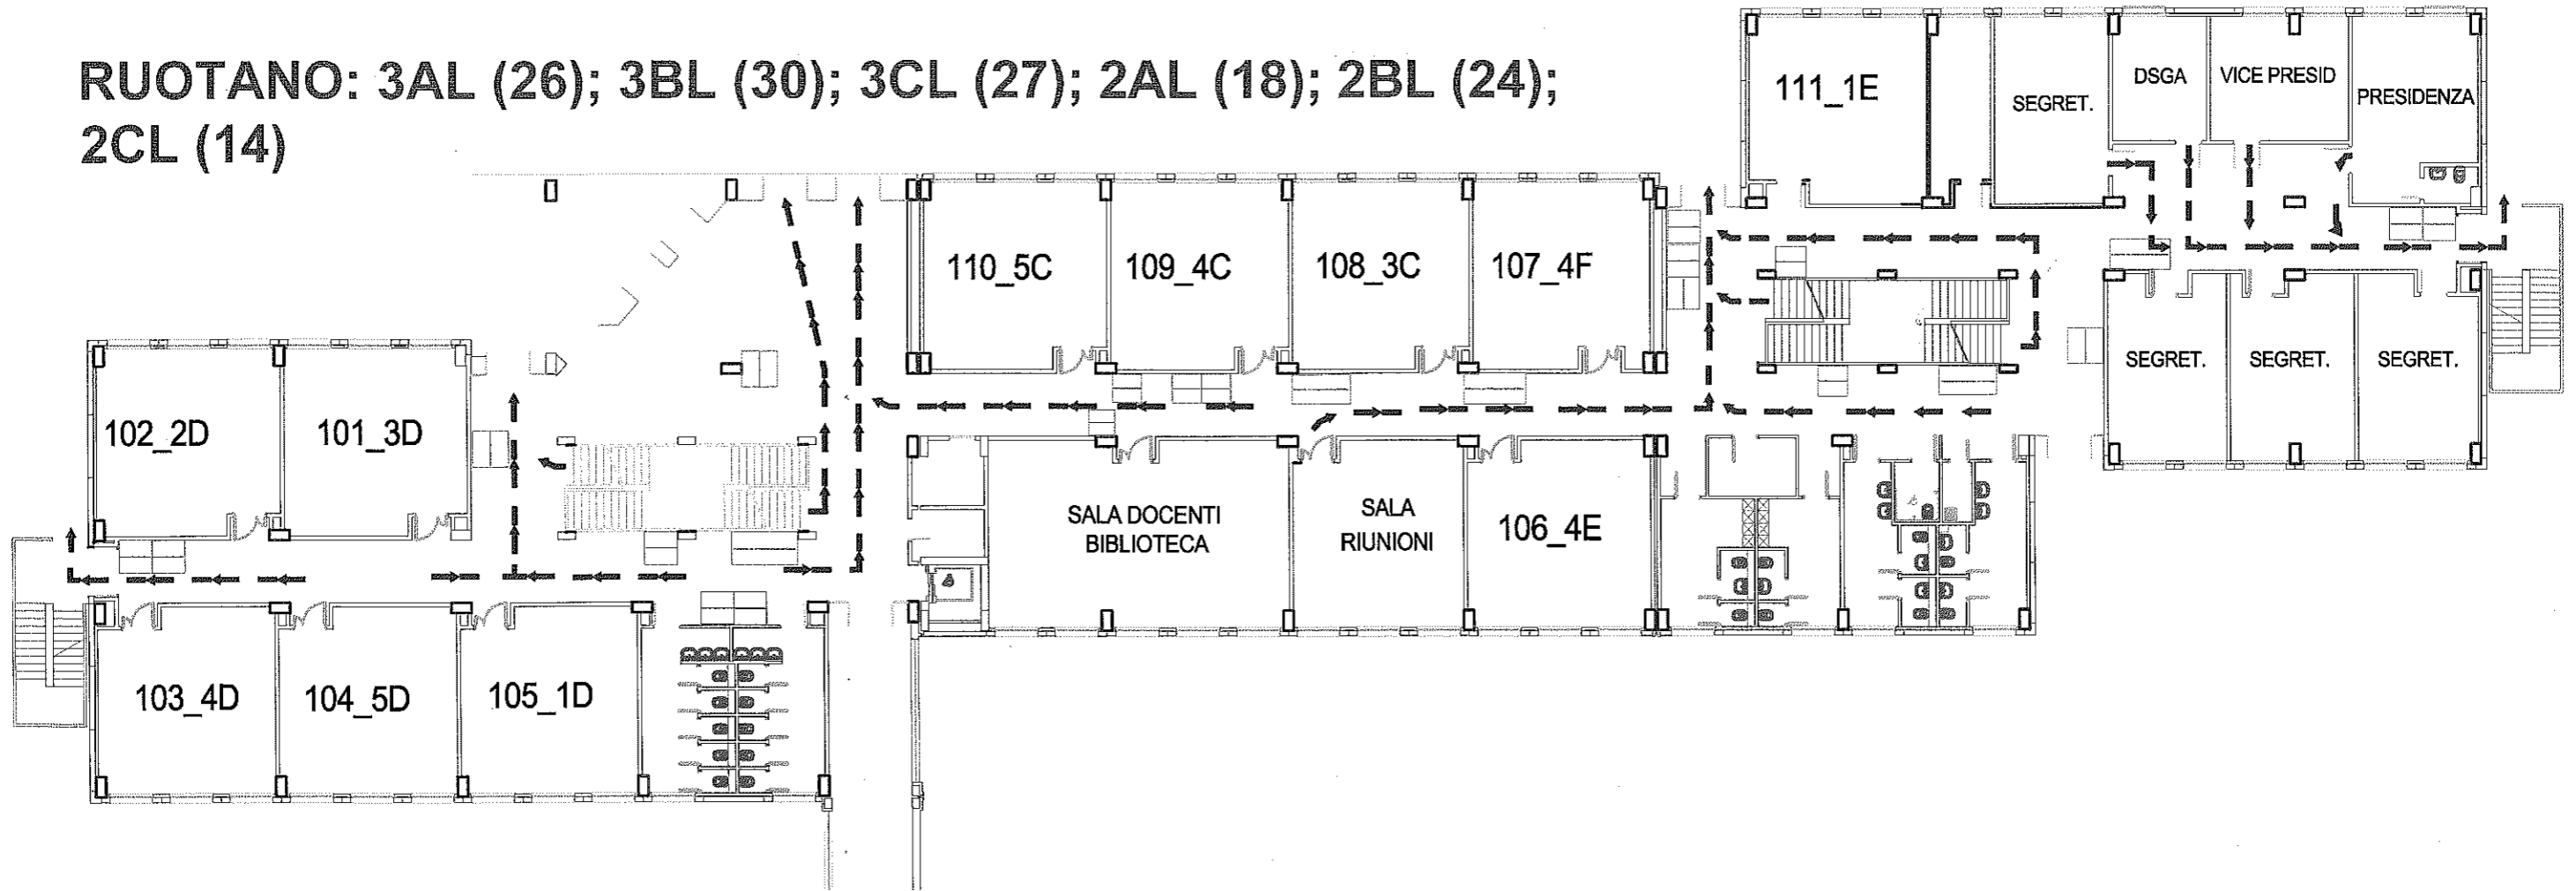 RUOTANO: 3AL (26); 3BL (30); 3CL (27); 2AL (18); 2BL (24);
2CL (14)
111_1E
SEGRET.
DSGA
VICE PRESID
PRESIDENZA
110_5C
109_4C
108_3C
107_4F
SEGRET.
SEGRET.
SEGRET.
102_2D
101_3D
SALA DOCENTI
BIBLIOTECA
SALA
RIUNIONI
106_4E
103_4D
104_5D
105_1D